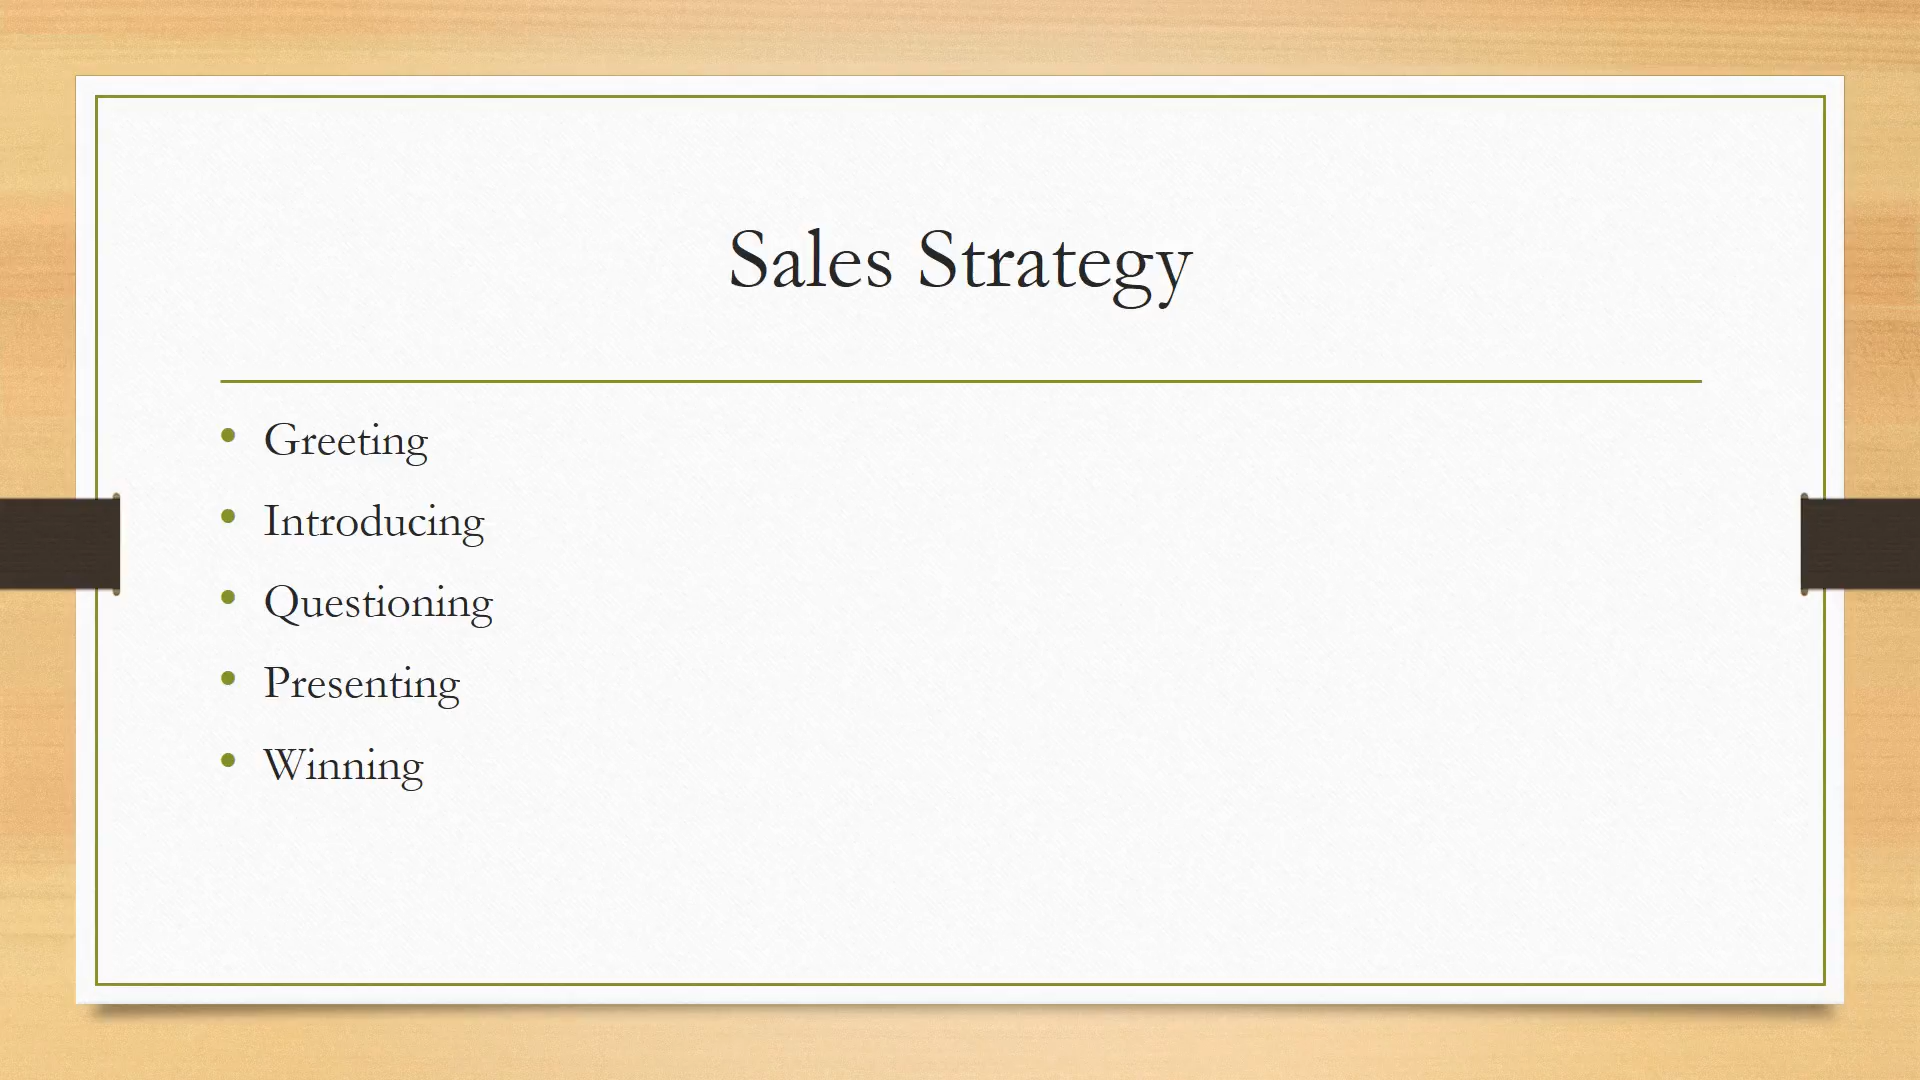 Sales Strategy
• Greeting
• Introducing
• Questioning
• Presenting
• Winning